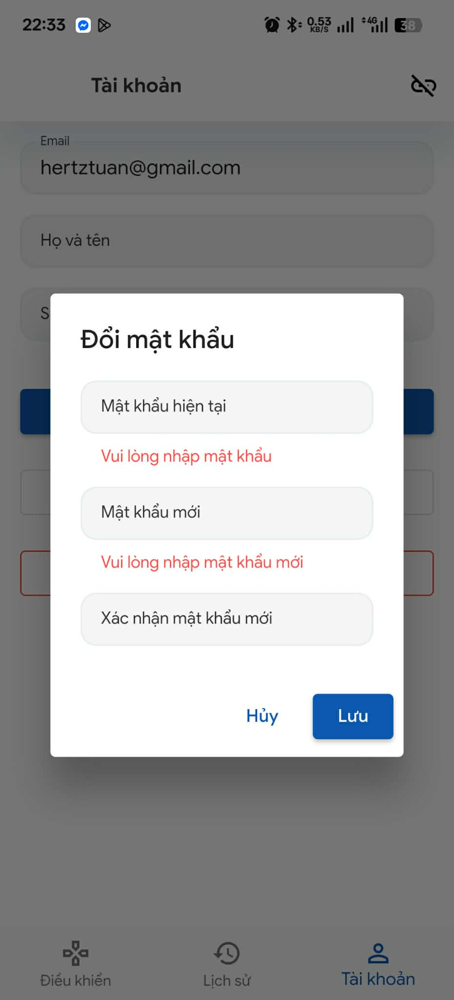 22:33
0.53
KB/S
4G
38
Tài khoản
Email
hertztuan@gmail.com
Họ và tên
S
Đổi mật khẩu
Mật khẩu hiện tại
Vui lòng nhập mật khẩu
Mật khẩu mới
Vui lòng nhập mật khẩu mới
Xác nhận mật khẩu mới
Hủy
Lưu
Điều khiển
Lịch sử
Tài khoản